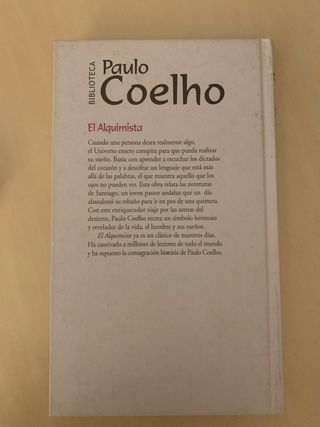 BIBLIOTECA
Paulo
Coelho
El Alquimista
Cuando una persona desea realmente algo,
el Universo entero conspira para que pueda realizar
su sueño. Basta con aprender a escuchar los dictados
del corazón y a descifrar un lenguaje que está más
allá de las palabras, el que muestra aquello que los
ojos no pueden ver. Esta obra relata las aventuras
de Santiago, un joven pastor andaluz que un día
abandonó su rebaño para ir en pos de una quimera.
Con este enriquecedor viaje por las arenas del
desierto, Paulo Coelho recrea un símbolo hermoso
y revelador de la vida, el hombre y sus sueños.
El Alquimista ya es un clásico de nuestros días.
Ha cautivado a millones de lectores de todo el mundo
y ha supuesto la consagración literaria de Paulo Coelho.